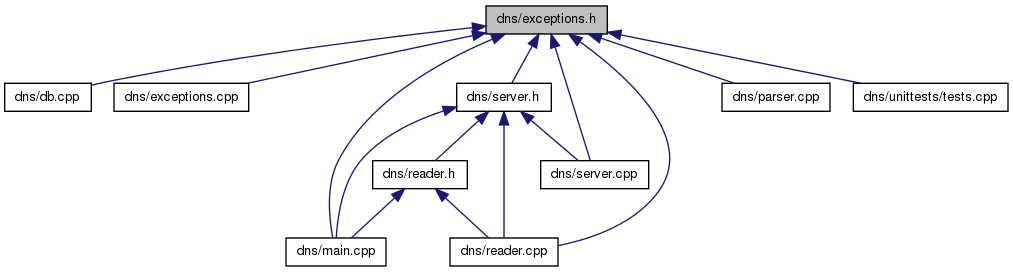 dns/exceptions.h
dns/db.cpp
dns/exceptions.cpp
dns/server.h
dns/parser.cpp
dns/unittests/tests.cpp
dns/reader.h
dns/server.cpp
dns/main.cpp
dns/reader.cpp